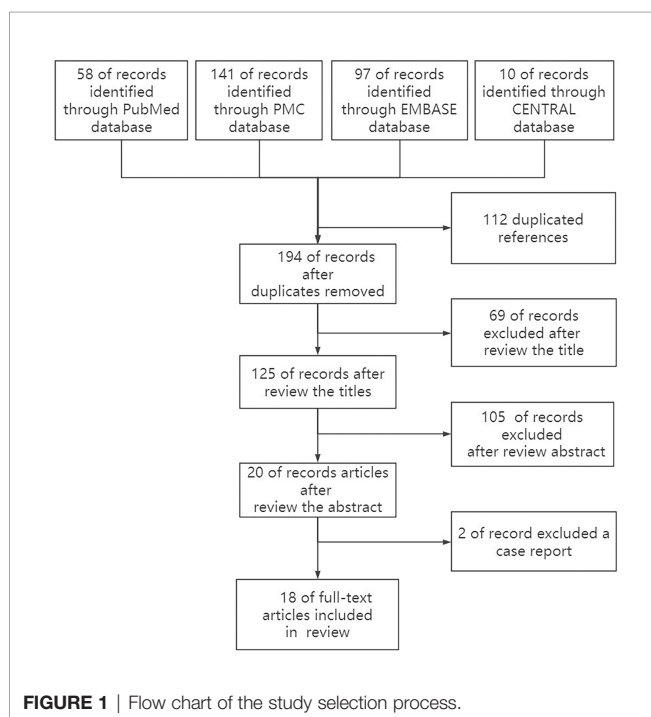 58 of records
identified
through PubMed
database
141 of records
identified
through PMC
database
97 of records
identified
through EMBASE
database
10 of records
identified through
CENTRAL
database
112 duplicated
references
194 of records
after
duplicates removed
69 of records
excluded after
review the title
125 of records after
review the titles
105 of records
excluded
after review abstract
20 of records articles
after
review the abstract
2 of record excluded a
case report
18 of full-text
articles included
in review
FIGURE 1 | Flow chart of the study selection process.